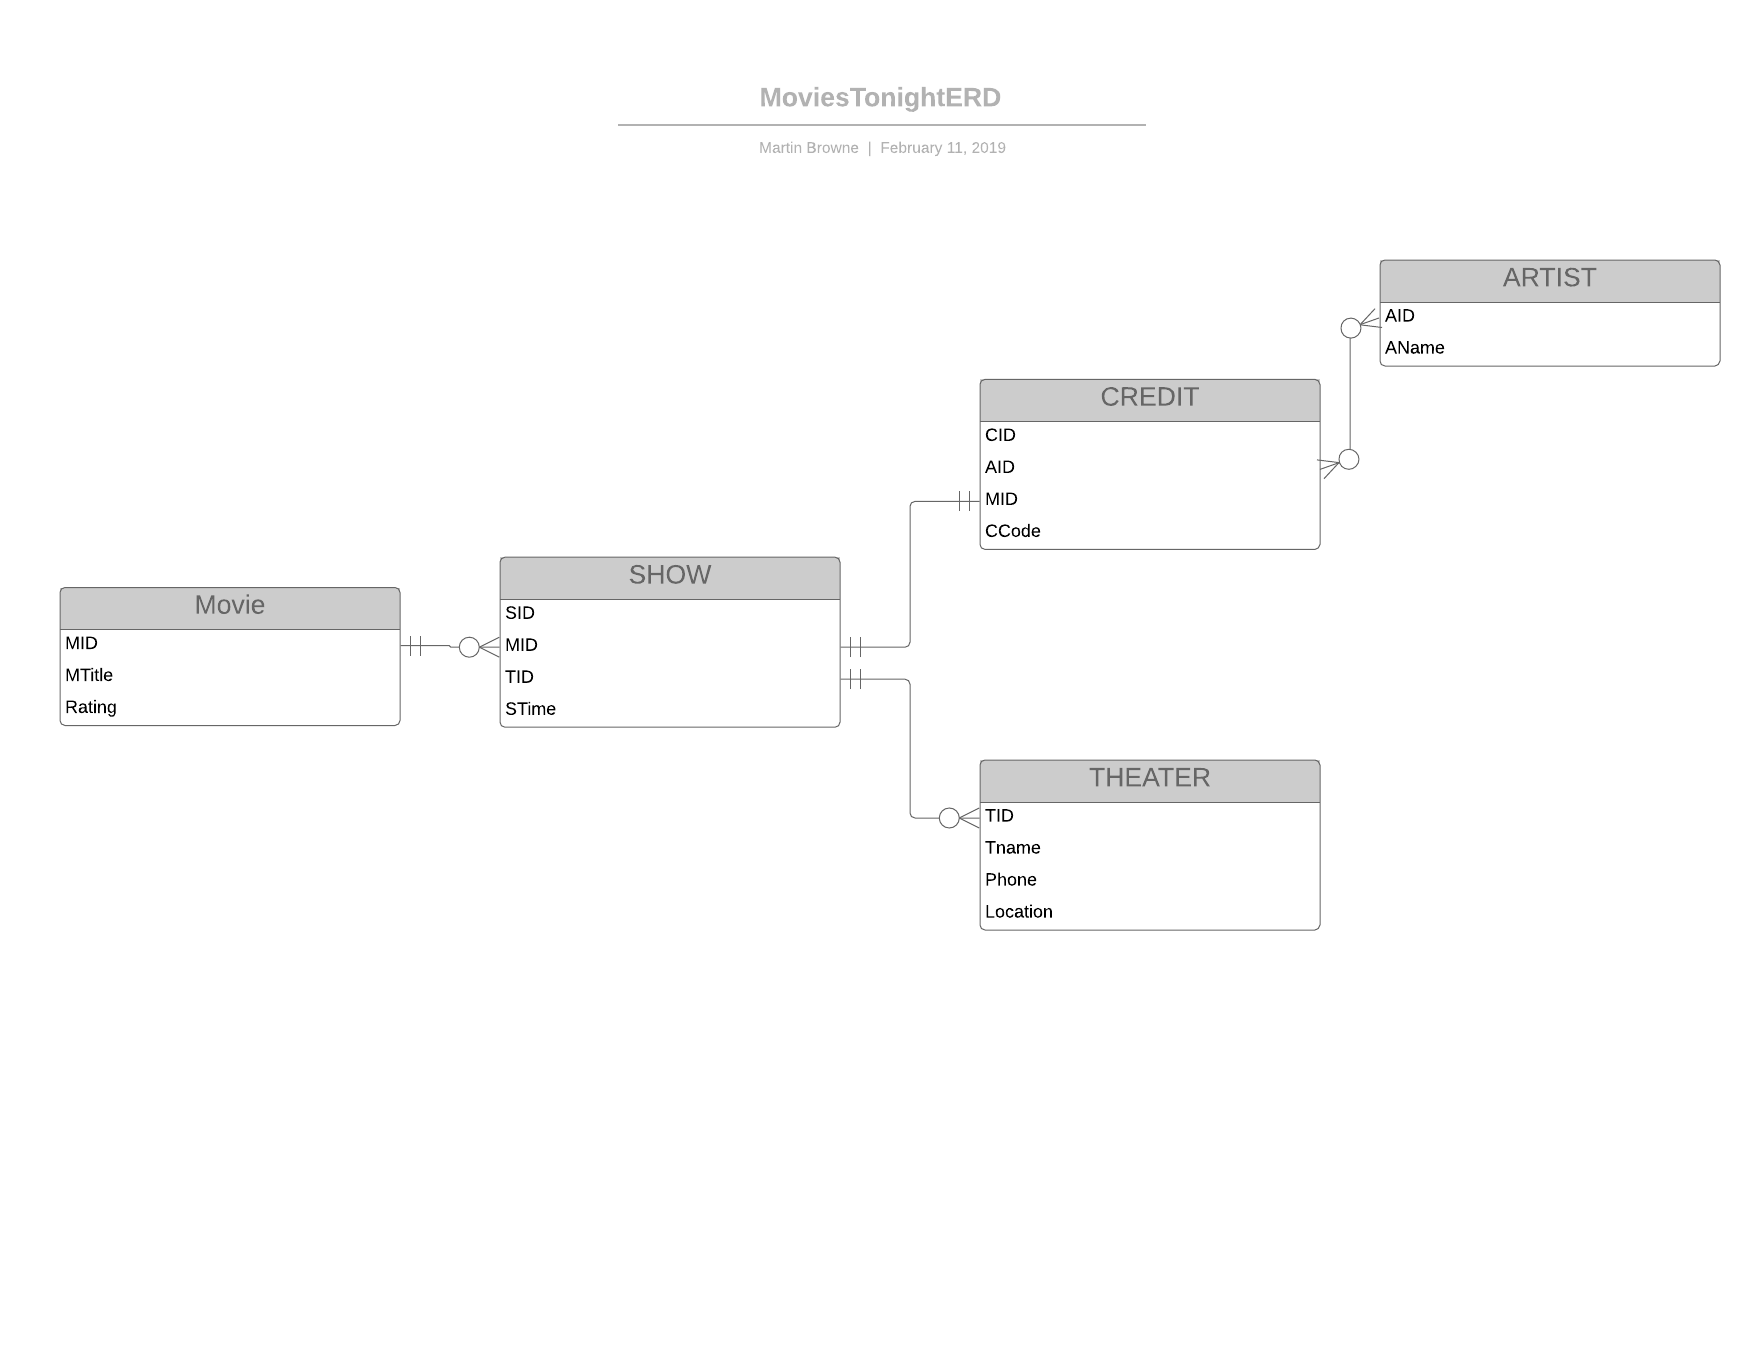 MoviesTonightERD
Martin Browne | February 11, 2019
ARTIST
AID
AName
CREDIT
CID
AID
MID
CCode
SHOW
SID
MID
TID
STime
Movie
MID
MTitle
Rating
THEATER
TID
Tname
Phone
Location